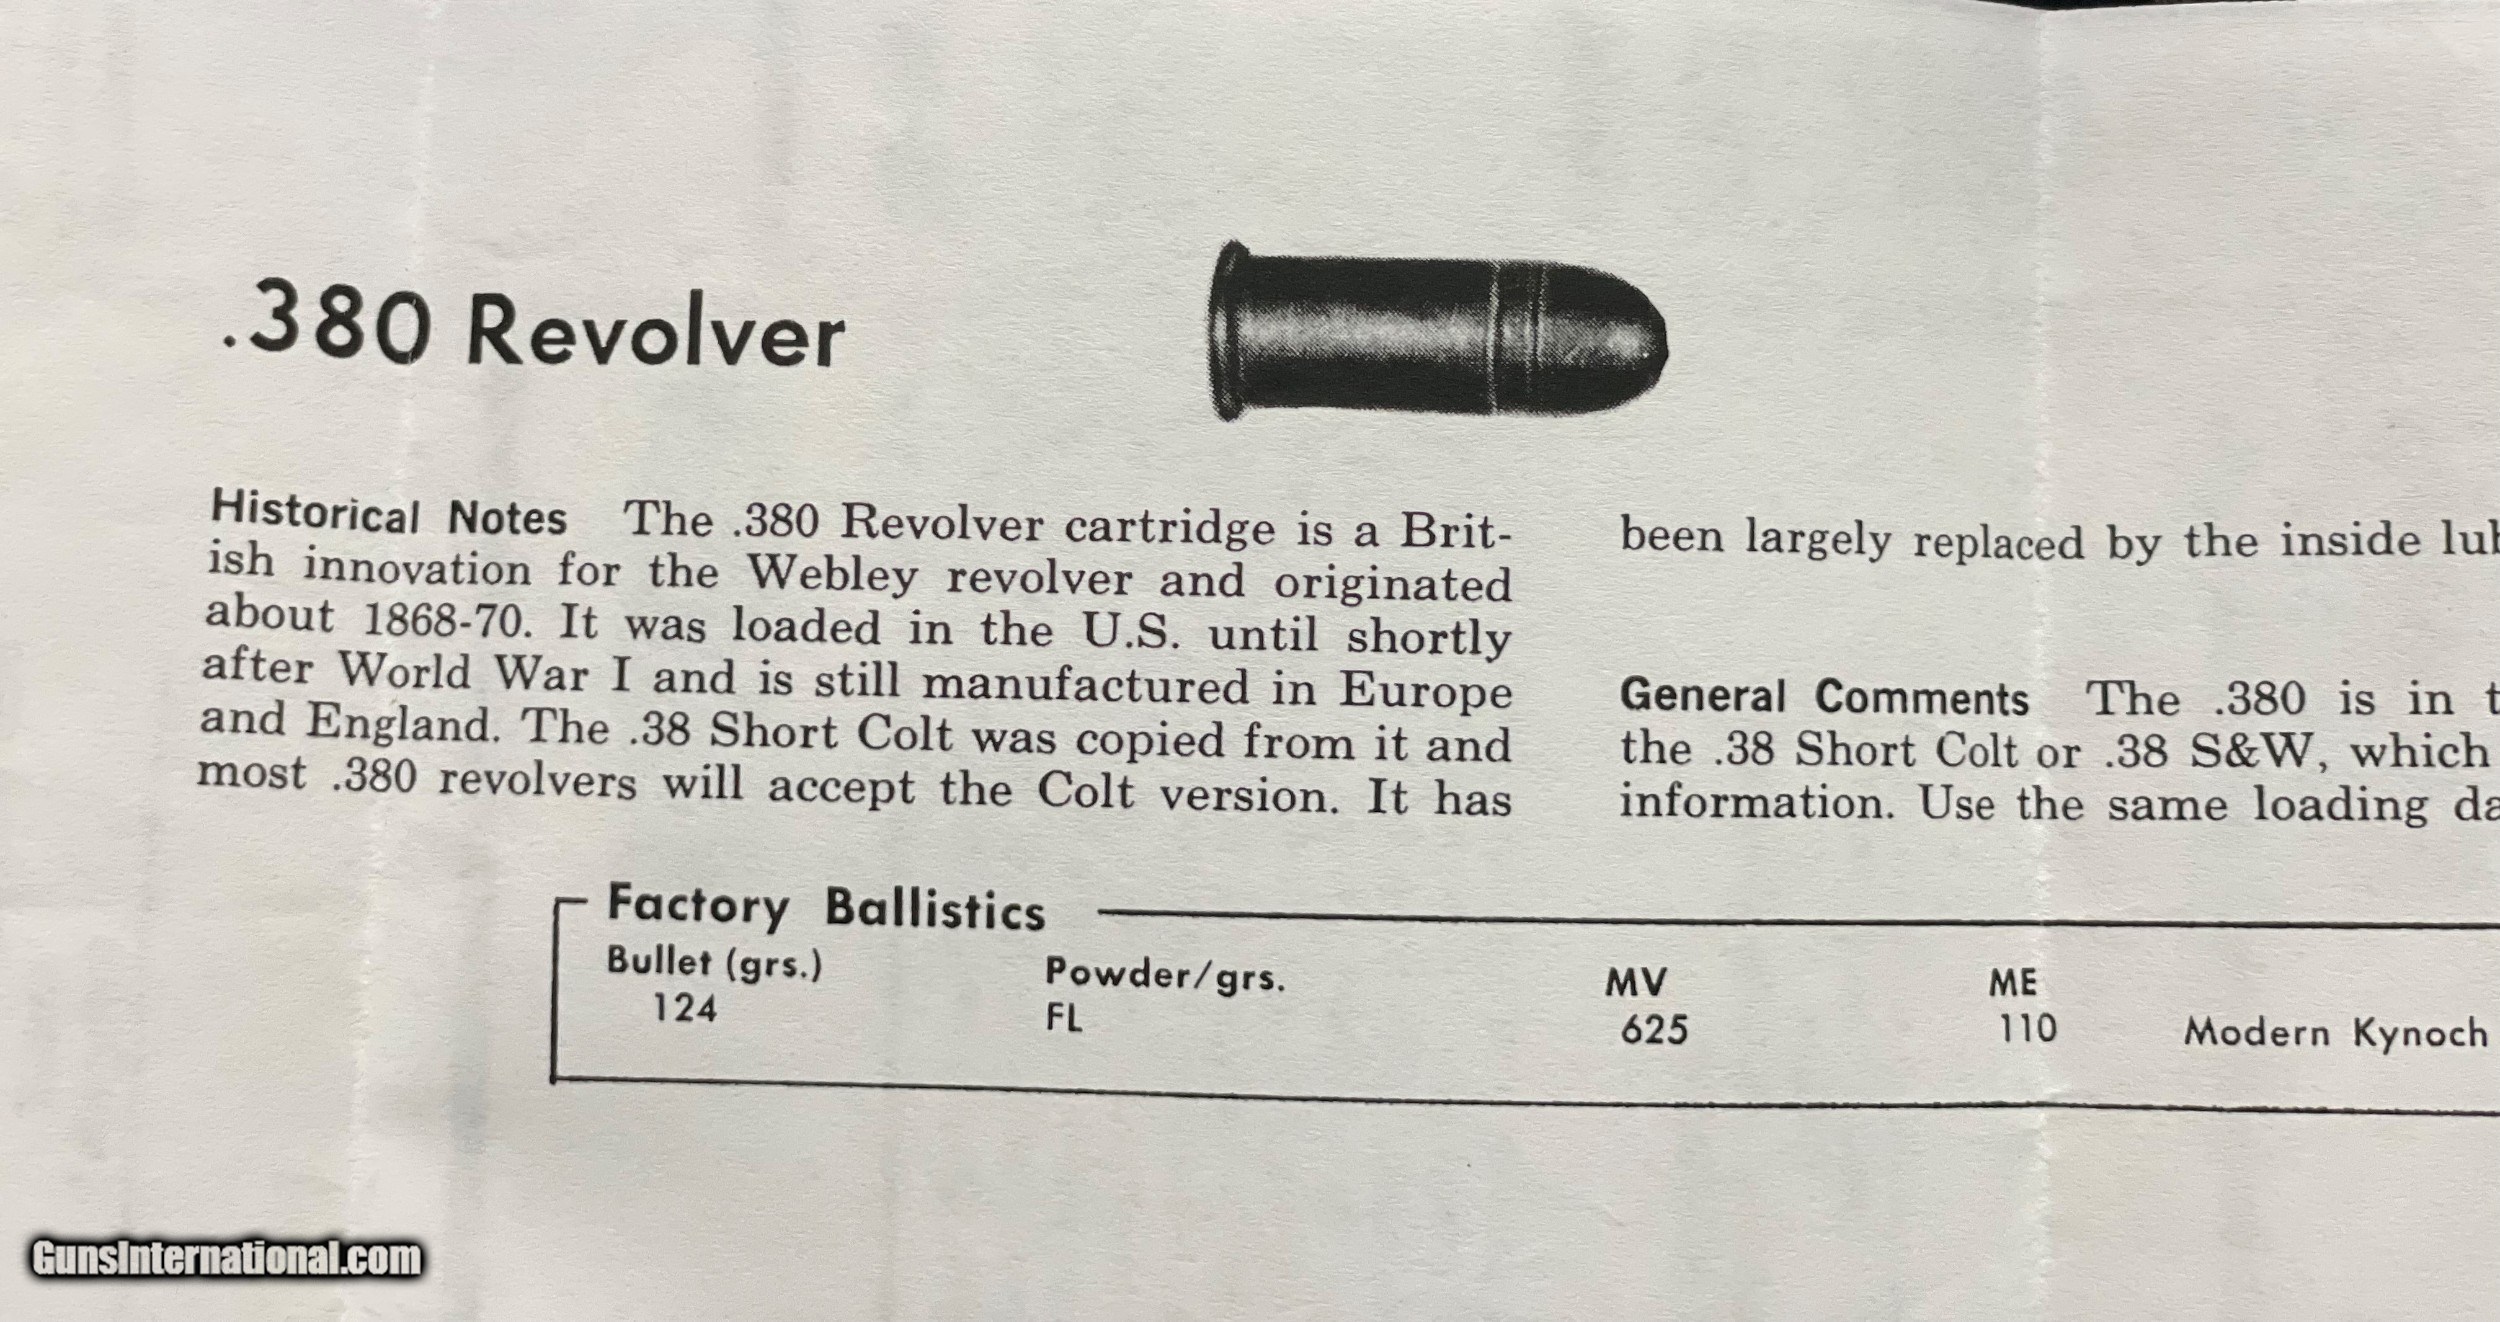 .380 Revolver
Historical Notes The .380 Revolver cartridge is a Brit-
ish innovation for the Webley revolver and originated
about 1868-70. It was loaded in the U.S. until shortly
after World War I and is still manufactured in Europe
and England. The .38 Short Colt was copied from it and
most .380 revolvers will accept the Colt version. It has
been largely replaced by the inside
General Comments The .380 is in
the .38 Short Colt or .38 S&W, which
information. Use the same loading
Factory Ballistics
Bullet (grs.) Powder/grs. MV ME
124 FL 625 110 Modern Kynoch
GunsInternational.com